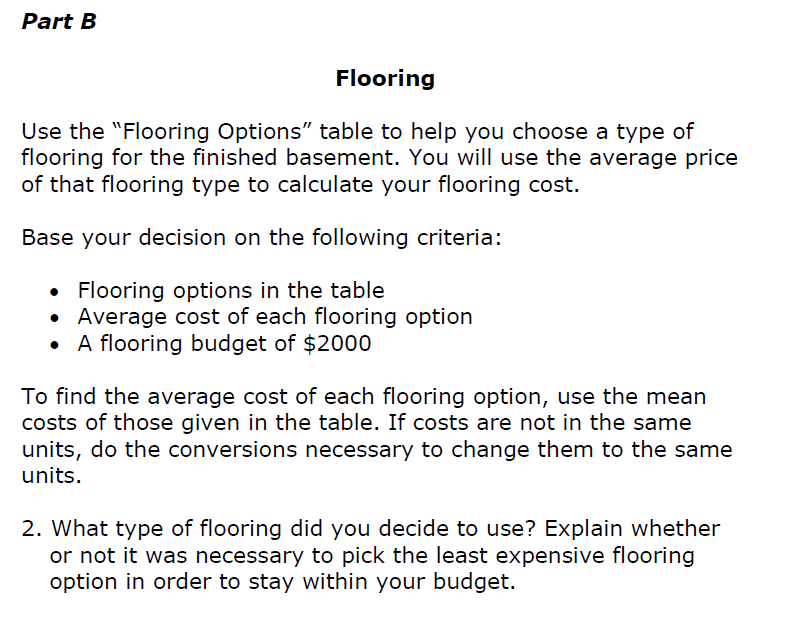 Part B
Flooring
Use the “Flooring Options” table to help you choose a type of
flooring for the finished basement. You will use the average price
of that flooring type to calculate your flooring cost.
Base your decision on the following criteria:
• Flooring options in the table
• Average cost of each flooring option
• A flooring budget of $2000
To find the average cost of each flooring option, use the mean
costs of those given in the table. If costs are not in the same
units, do the conversions necessary to change them to the same
units.
2. What type of flooring did you decide to use? Explain whether
or not it was necessary to pick the least expensive flooring
option in order to stay within your budget.